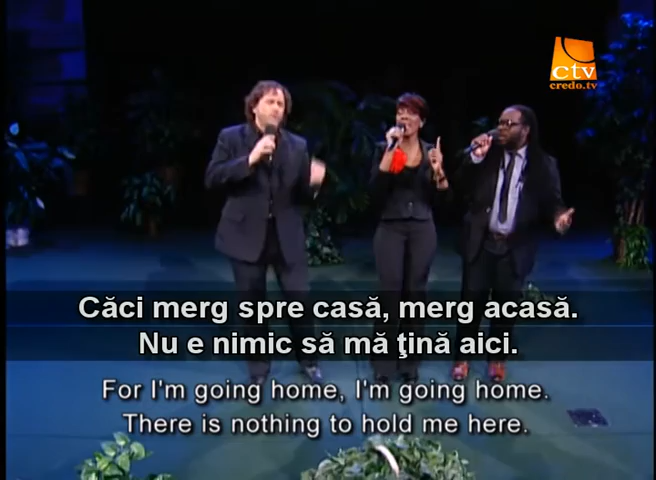 ctv
credo.tv
Căci merg spre casă, merg acasă.
Nu e nimic să mă ţină aici.
For I'm going home, I'm going home.
There is nothing to hold me here.